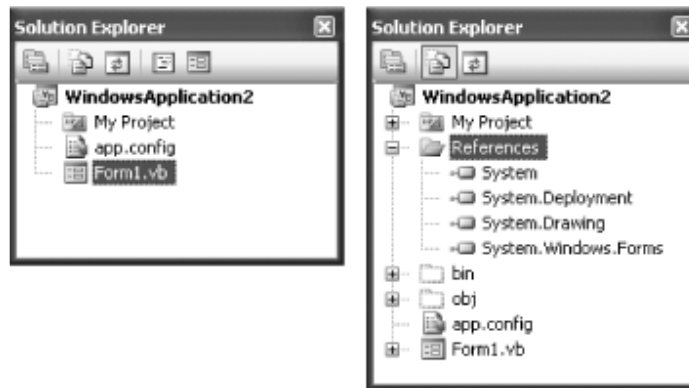 Solution Explorer
WindowsApplication2
My Project
app.config
Form1.vb
Solution Explorer
WindowsApplication2
My Project
References
System
System.Deployment
System.Drawing
System.Windows.Forms
bin
obj
app.config
Form1.vb